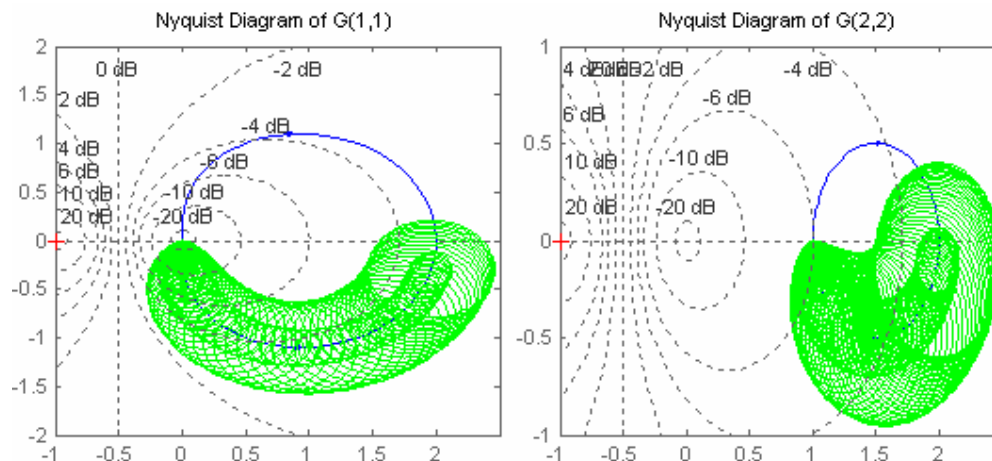 Nyquist Diagram of G(1,1)
2
1.5
1
0.5
0
-0.5
-1
-1.5
-2
0 dB
-2
2 dB
4 dB
6 dB
10 dB
20 dB
-4 dB
-6 dB
-10 dB
-20 dB
-1
-0.5
0
0.5
1
1.5
2
Nyquist Diagram of G(2,2)
1
0.5
0
-0.5
-1
4 dB
-2 dB
-4
6 dB
-6 dB
10 dB
-10 dB
20 dB
-20 dB
-1
-0.5
0
0.5
1
1.5
2